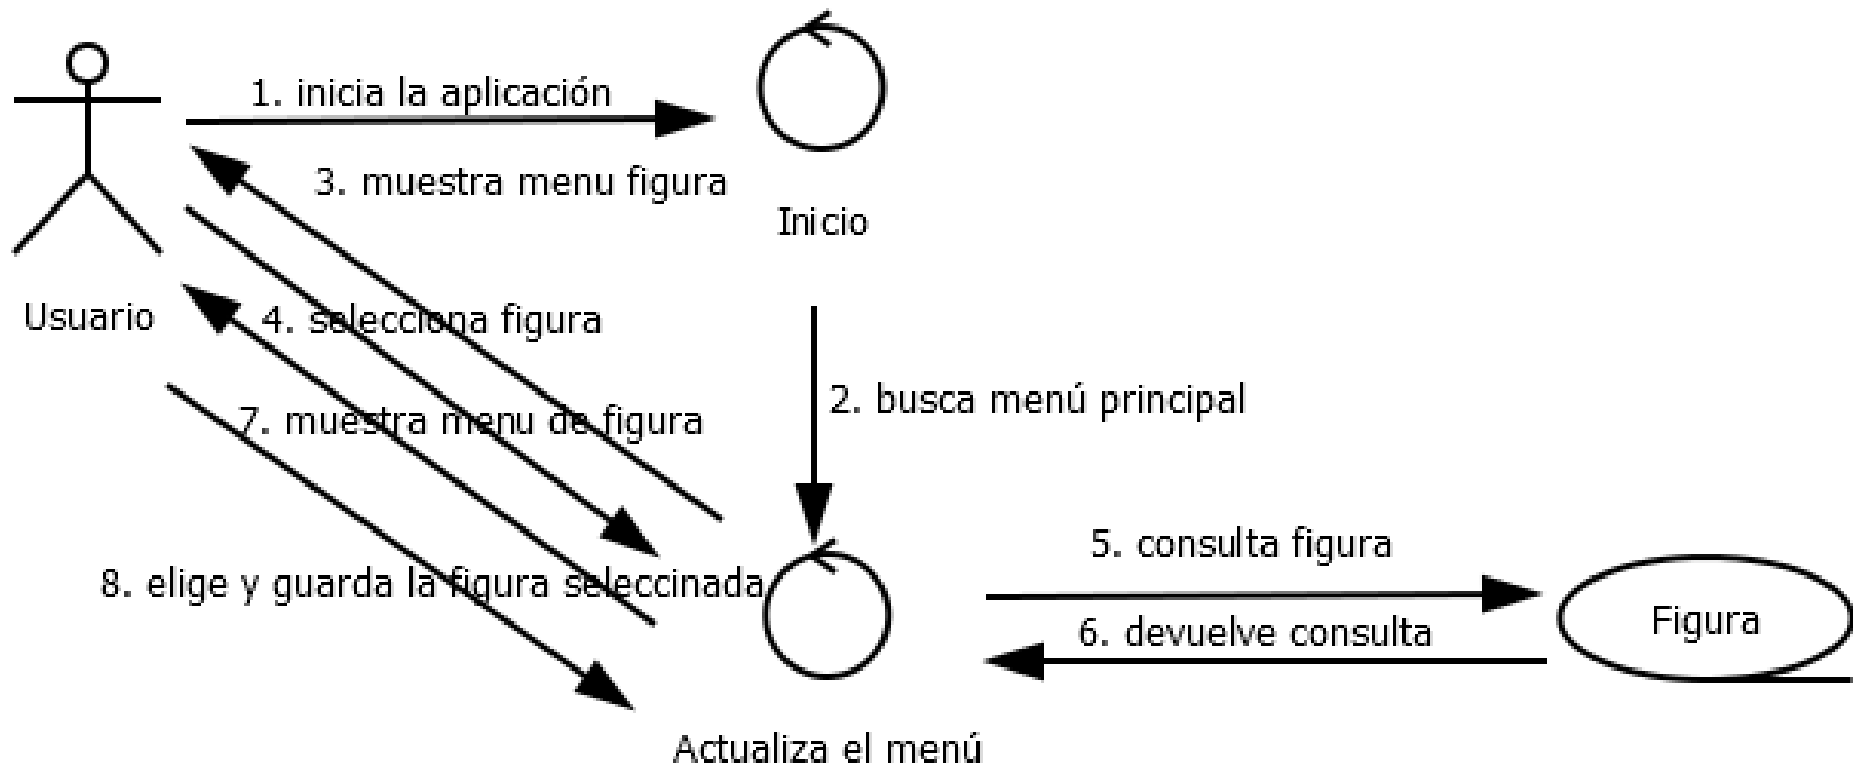 1. inicia la aplicación
3. muestra menu figura
Inicio
Usuario
4. selecciona figura
2. busca menú principal
7. muestra menu de figura
5. consulta figura
8. elige y guarda la figura seleccinada
6. devuelve consulta
Figura
Actualiza el menú